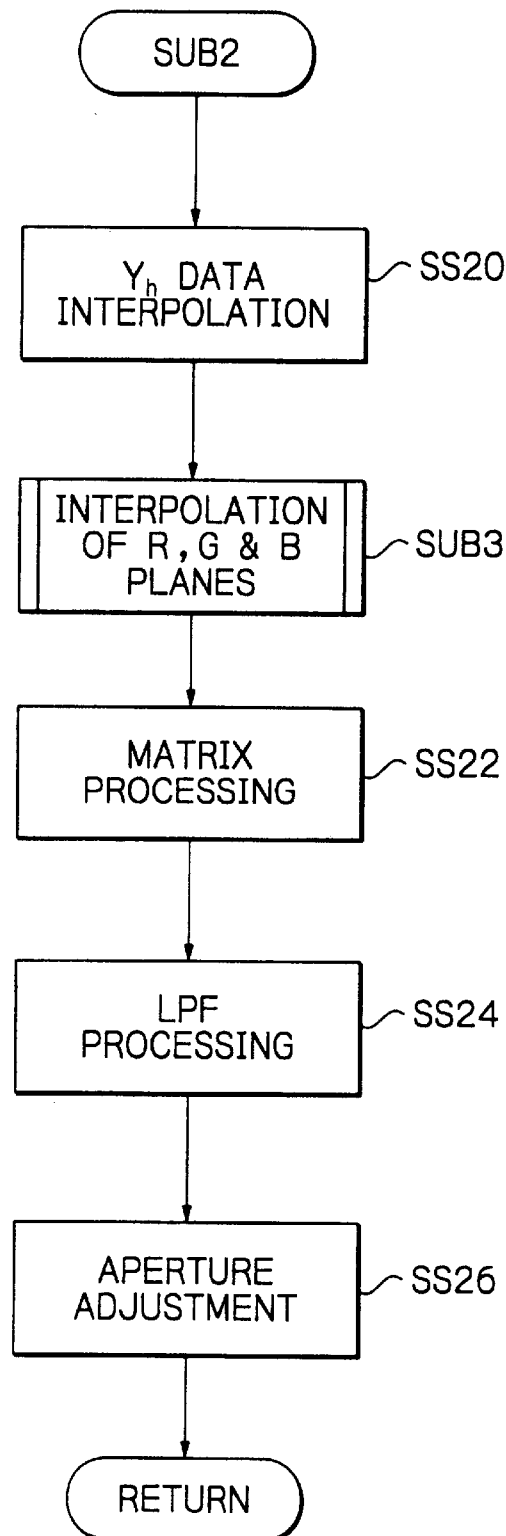 SUB2
Yh DATA
INTERPOLATION
SS20
INTERPOLATION
OF R, G & B
PLANES
SUB3
MATRIX
PROCESSING
SS22
LPF
PROCESSING
SS24
APERTURE
ADJUSTMENT
SS26
RETURN